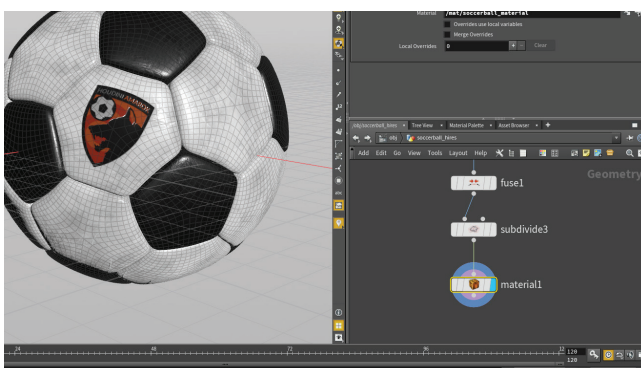 Material /mat/soccerball_material
Overrides use local variables
Merge Overrides
Local Overrides 0 Clear
/obj/soccerball_hires Tree View Material Palette Asset Browser
obj soccerball_hires
Add Edit Go View Tools Layout Help
Geometry
fuse1
subdivide3
material1
24 48 72 96 12
120
120